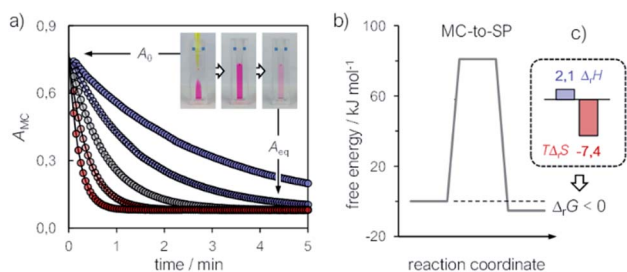 a)
A₀
A_MC
0,9
0,6
0,3
0,0
A_eq
0
1
2
3
4
5
time / min
b)
MC-to-SP
free energy / kJ mol⁻¹
100
60
20
-20
reaction coordinate
c)
2,1 ΔᵣH
TΔᵣS -7,4
ΔᵣG < 0